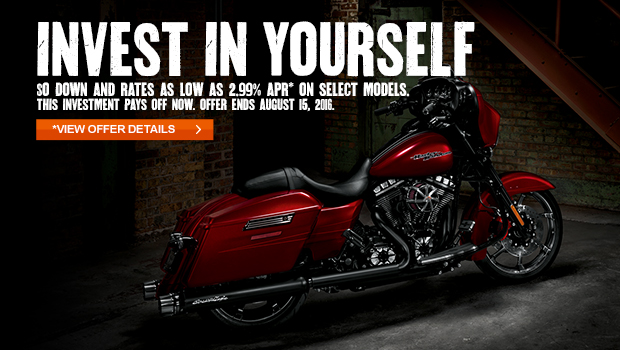 INVEST IN YOURSELF
$0 DOWN AND RATES AS LOW AS 2.99% APR* ON SELECT MODELS.
THIS INVESTMENT PAYS OFF NOW. OFFER ENDS AUGUST 15, 2016.
*VIEW OFFER DETAILS >